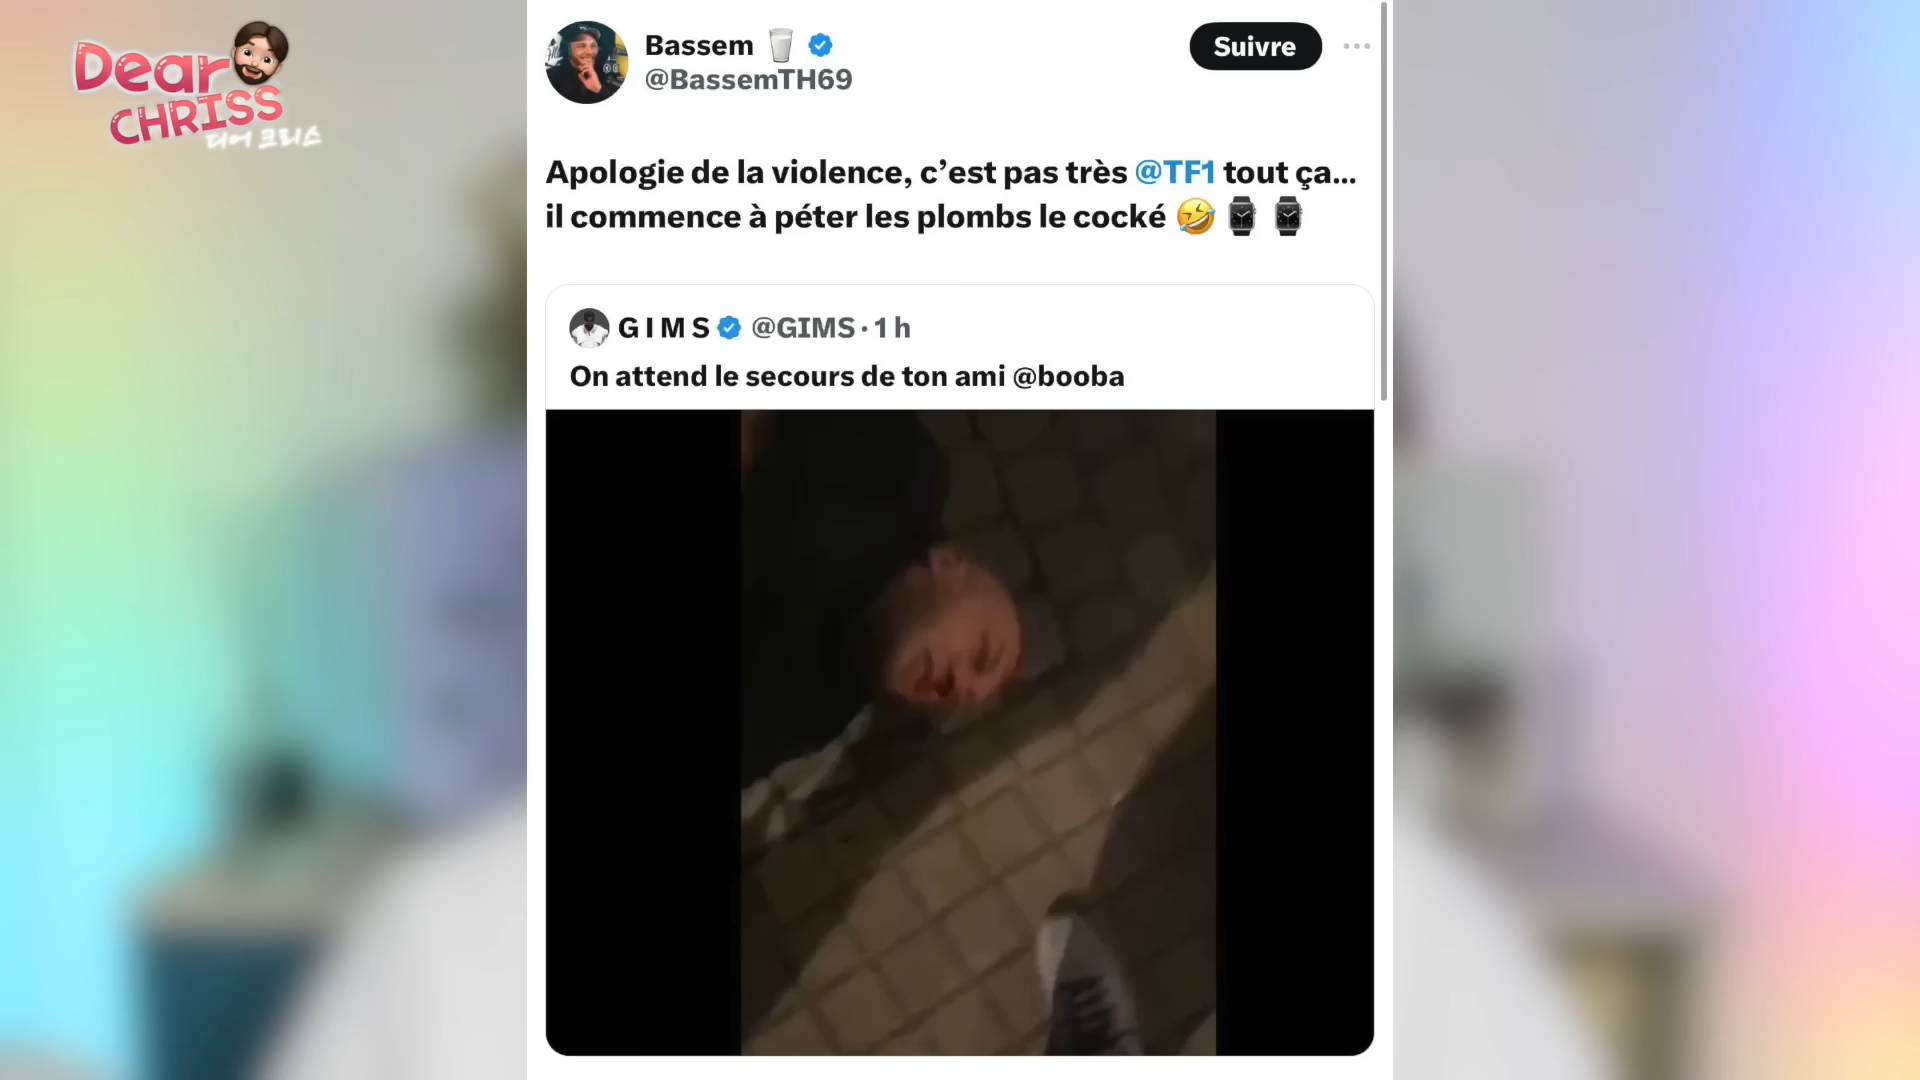 Dear
CHRISS
디어 크리스
Bassem
@BassemTH69
Suivre
Apologie de la violence, c’est pas très @TF1 tout ça...
il commence à péter les plombs le cocké 🤣 ⌚ ⌚
G I M S @GIMS · 1 h
On attend le secours de ton ami @booba